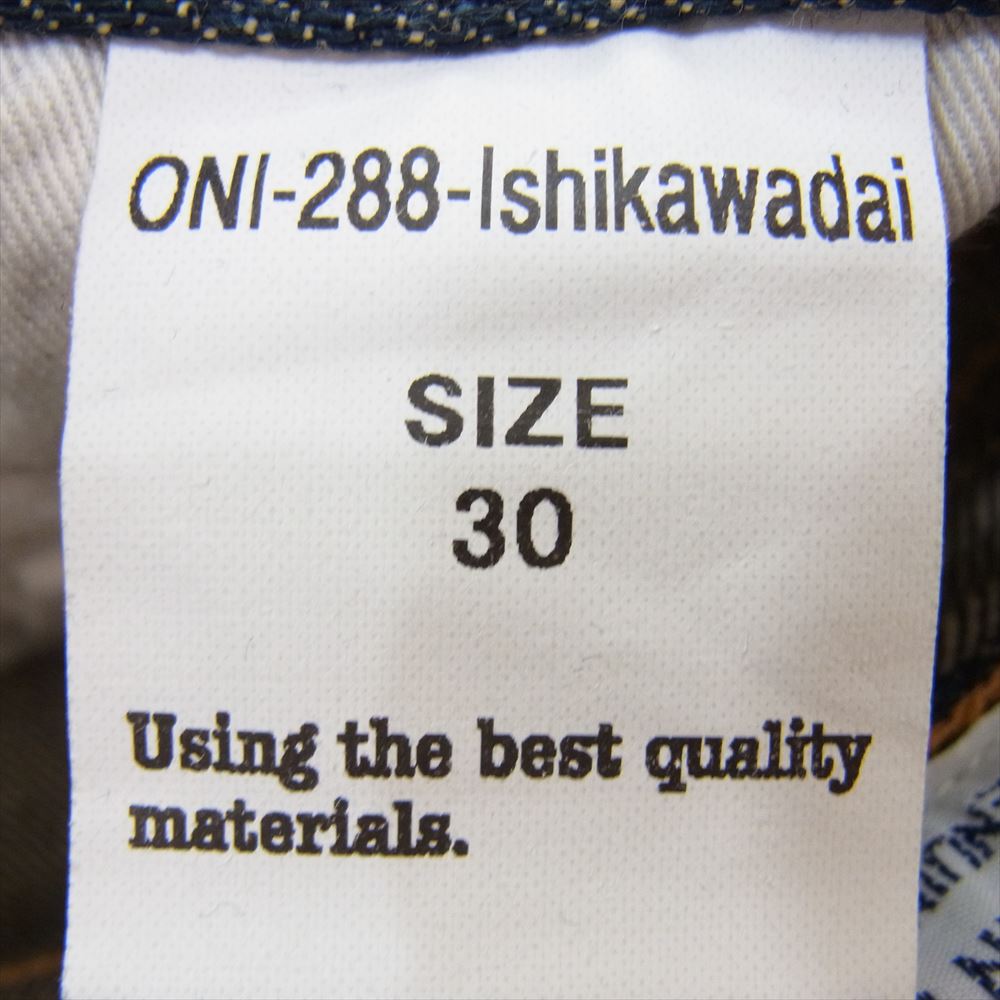 ONI-288-Ishikawadai
SIZE
30
Using the best quality
materials.